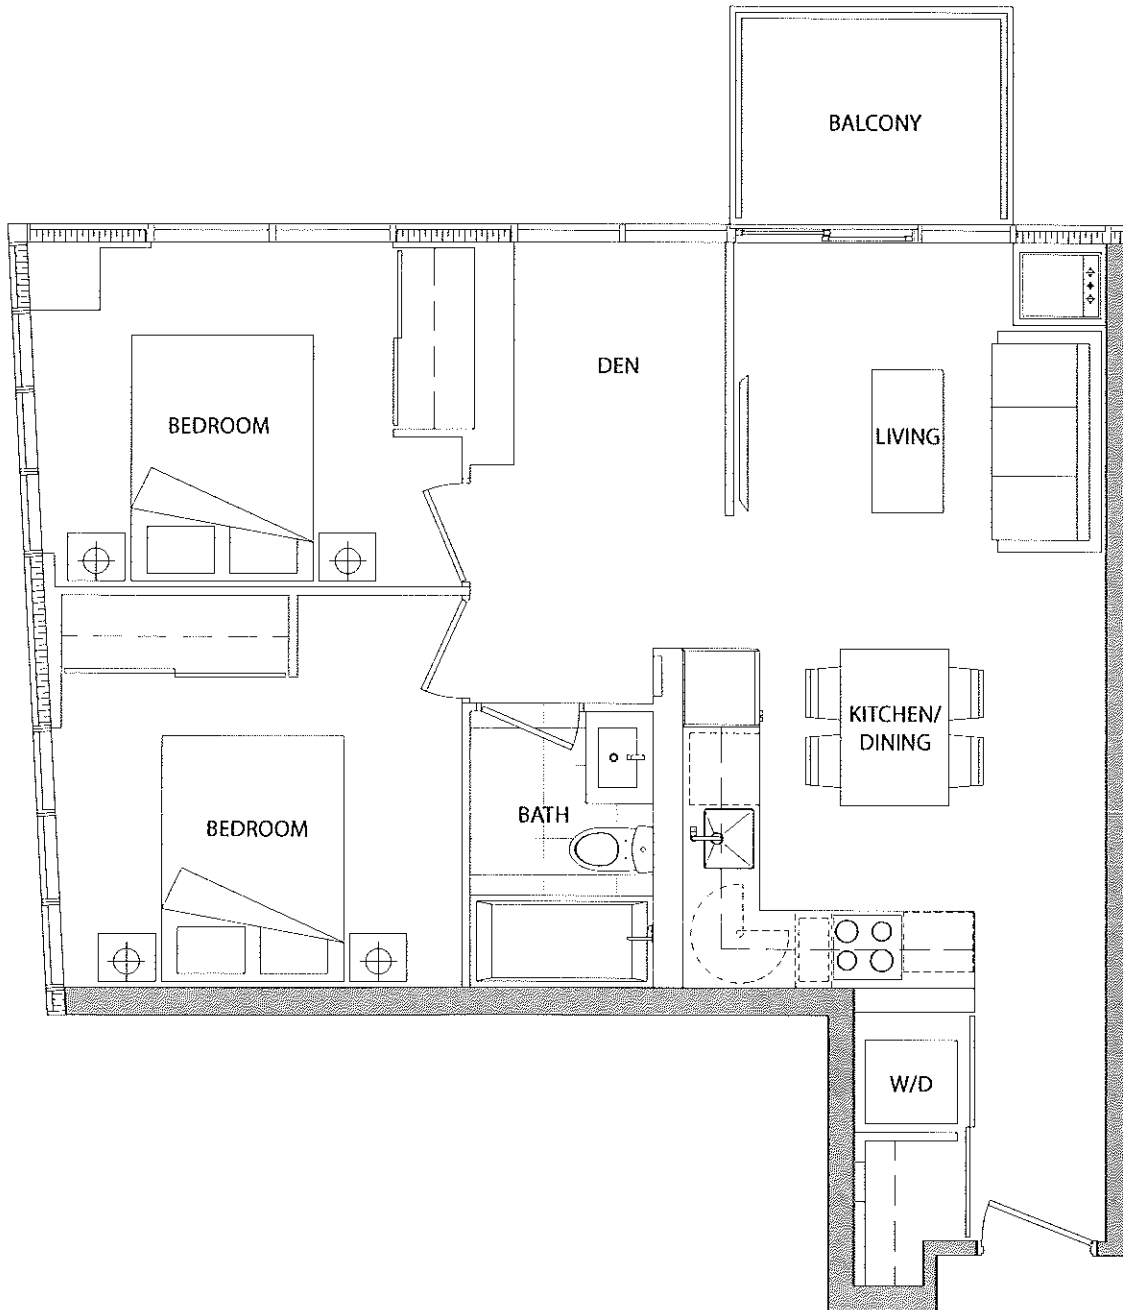 BALCONY
DEN
BEDROOM
LIVING
KITCHEN/
DINING
BATH
BEDROOM
W/D